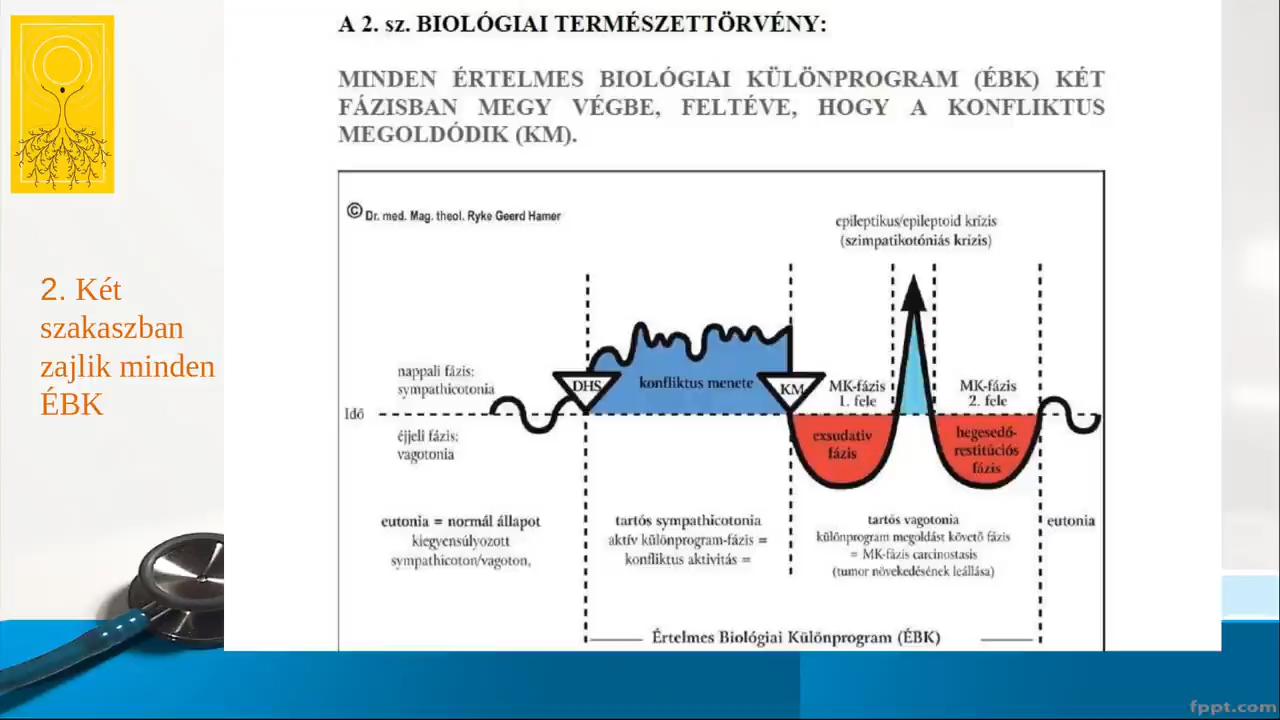 A 2. sz. BIOLÓGIAI TERMÉSZETTÖRVÉNY:
MINDEN ÉRTELMES BIOLÓGIAI KÜLÖNPROGRAM (ÉBK) KÉT
FÁZISBAN MEGY VÉGBE, FELTÉVE, HOGY A KONFLIKTUS
MEGOLDÓDIK (KM).
2. Két
szakaszban
zajlik minden
ÉBK
© Dr. med. Mag. theol. Ryke Geerd Hamer
epileptikus/epileptoid krízis
(szimpatikotóniás krízis)
nappali fázis:
sympathicotonia
Idő
éjjeli fázis:
vagotonia
DHS
konfliktus menete
KM
MK-fázis
1. fele
MK-fázis
2. fele
exsudatív
fázis
hegesedő-
restitúciós
fázis
eutonia = normál állapot
kiegyensúlyozott
sympathicoton/vagoton,
tartós sympathicotonia
aktív különprogram-fázis =
konfliktus aktivitás =
tartós vagotonia
különprogram megoldást követő fázis
= MK-fázis carcinostasis
(tumor növekedésének leállása)
eutonia
Értelmes Biológiai Különprogram (ÉBK)
fppt.com